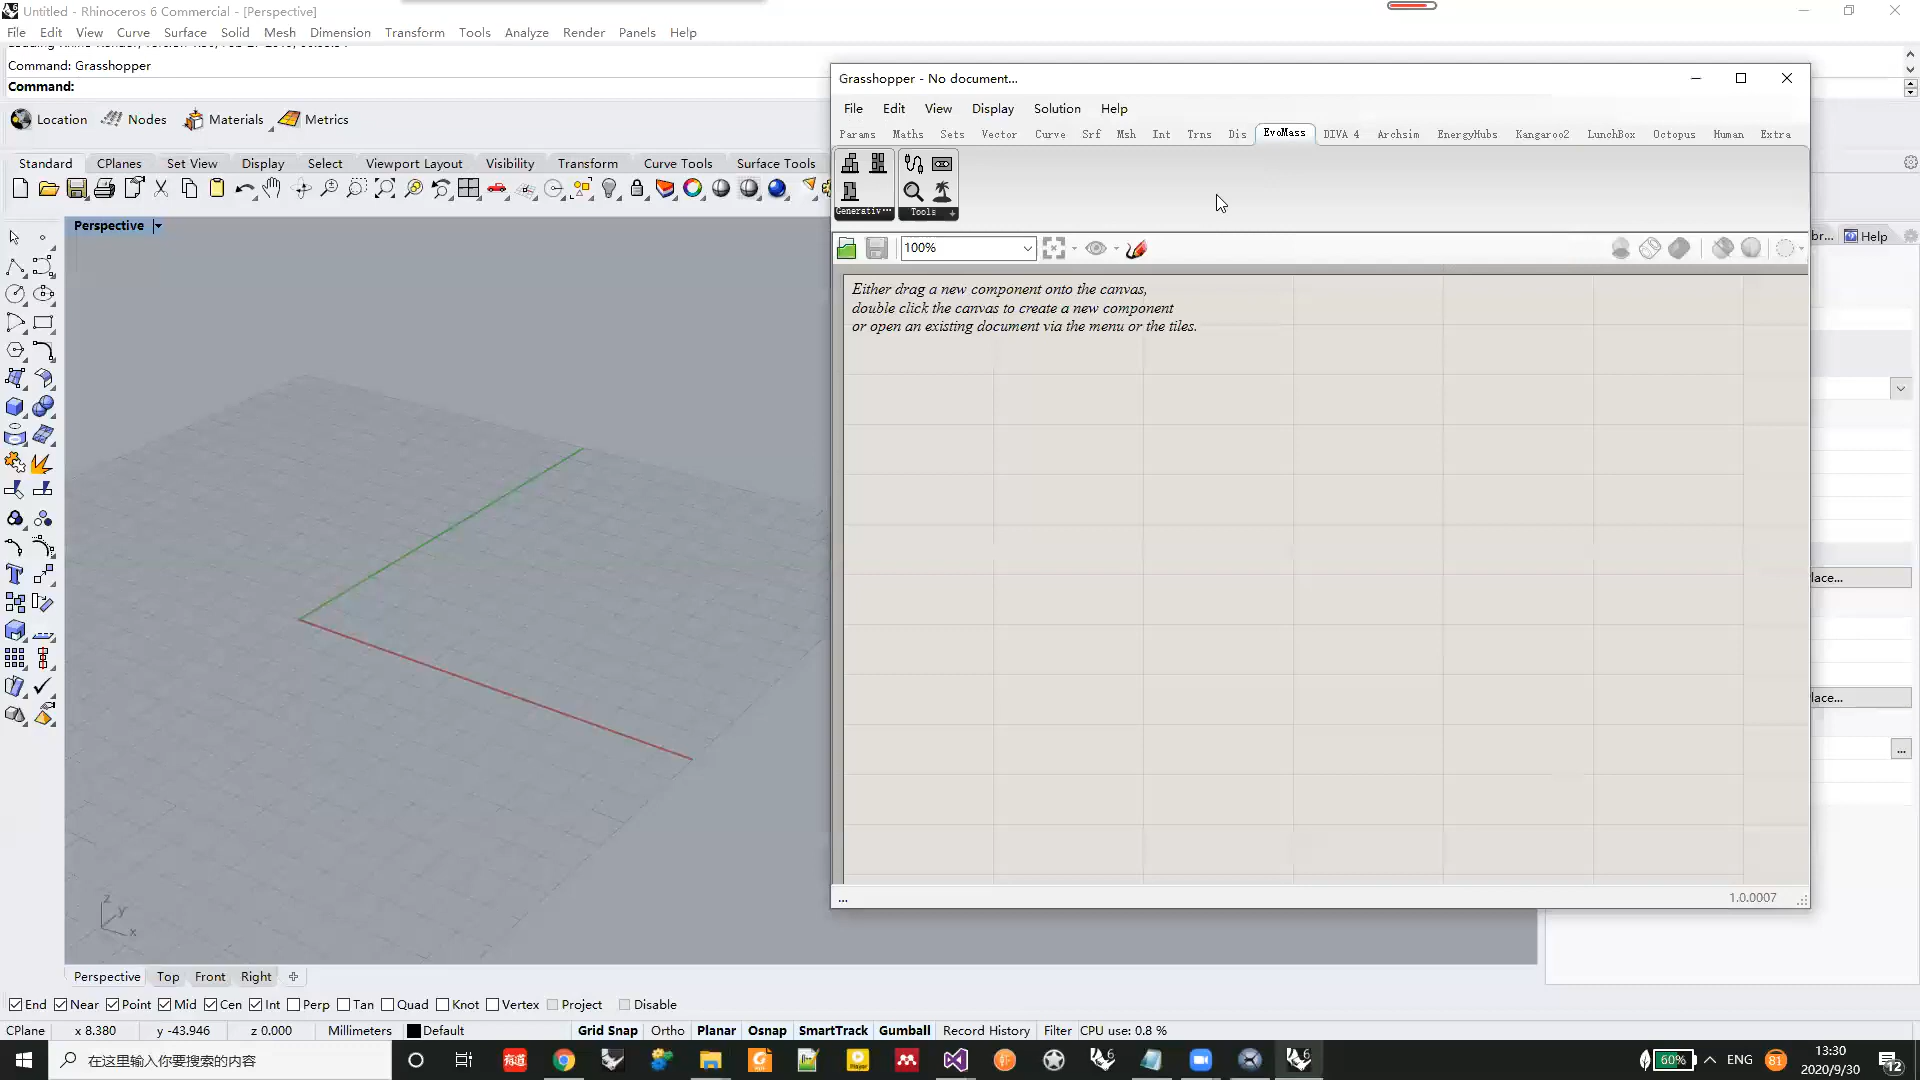 Untitled - Rhinoceros 6 Commercial - [Perspective]
File Edit View Curve Surface Solid Mesh Dimension Transform Tools Analyze Render Panels Help
Command: Grasshopper
Command:
Location Nodes Materials Metrics
Standard CPlanes Set View Display Select Viewport Layout Visibility Transform Curve Tools Surface Tools
Perspective
Grasshopper - No document...
File Edit View Display Solution Help
Params Maths Sets Vector Curve Srf Msh Int Trns Dis EvoMass DIVA 4 Archsim EnergyHubs Kangaroo2 LunchBox Octopus Human Extra
Generativ...
Tools
100%
Either drag a new component onto the canvas,
double click the canvas to create a new component
or open an existing document via the menu or the tiles.
...
1.0.0007
br... Help
lace...
lace...
...
z
y
x
Perspective Top Front Right
End Near Point Mid Cen Int Perp Tan Quad Knot Vertex Project Disable
CPlane x 8.380 y -43.946 z 0.000 Millimeters Default Grid Snap Ortho Planar Osnap SmartTrack Gumball Record History Filter CPU use: 0.8 %
在这里输入你要搜索的内容
有道
60%
ENG
81
13:30
2020/9/30
12